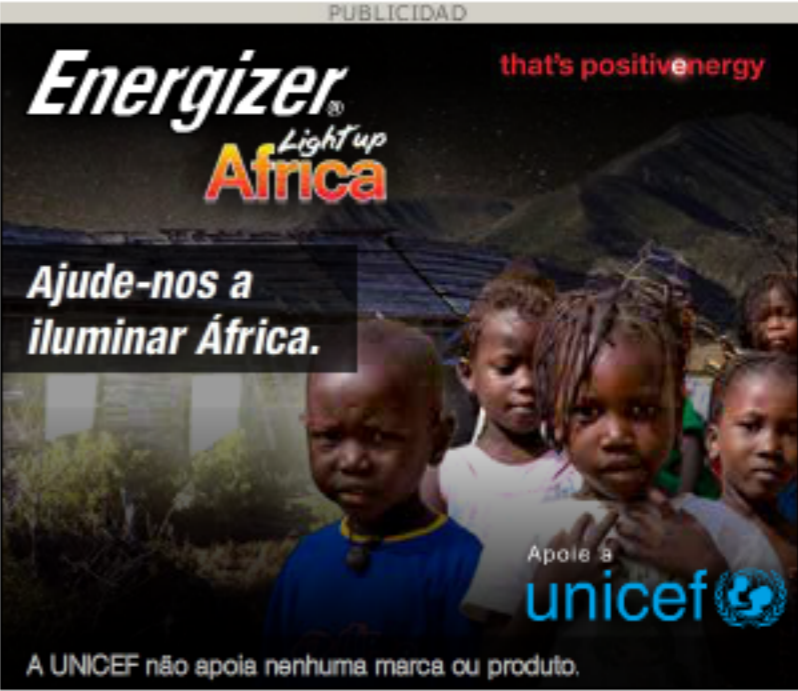 PUBLICIDAD
Energizer®
that's positivenergy
Light up
Africa
Ajude-nos a
iluminar África.
Apoie a
unicef
A UNICEF não apoia nenhuma marca ou produto.